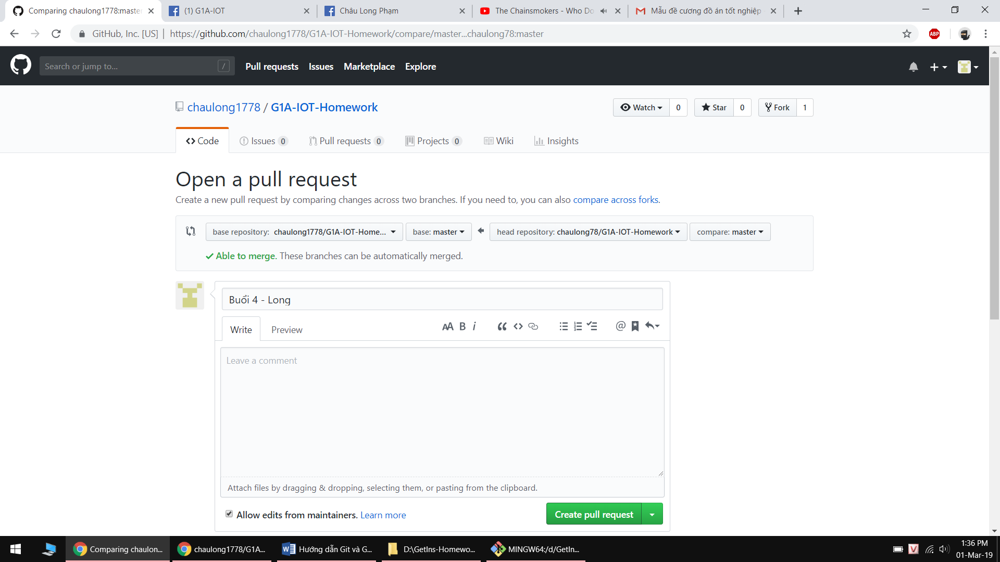 Comparing chaulong1778:master
(1) G1A-IOT
Châu Long Phạm
The Chainsmokers - Who Do
Mẫu đề cương đồ án tốt nghiệp
GitHub, Inc. [US] | https://github.com/chaulong1778/G1A-IOT-Homework/compare/master...chaulong78:master
ABP
Search or jump to... /
Pull requests Issues Marketplace Explore
chaulong1778 / G1A-IOT-Homework
Watch 0 Star 0 Fork 1
Code Issues 0 Pull requests 0 Projects 0 Wiki Insights
Open a pull request
Create a new pull request by comparing changes across two branches. If you need to, you can also compare across forks.
base repository: chaulong1778/G1A-IOT-Home... base: master head repository: chaulong78/G1A-IOT-Homework compare: master
Able to merge. These branches can be automatically merged.
Buổi 4 - Long
Write Preview AA B i @
Leave a comment
Attach files by dragging & dropping, selecting them, or pasting from the clipboard.
Allow edits from maintainers. Learn more Create pull request
Comparing chaulon...
chaulong1778/G1A...
Hướng dẫn Git và G...
D:\GetIns-Homewo...
MINGW64:/d/GetIn...
V
1:36 PM
01-Mar-19